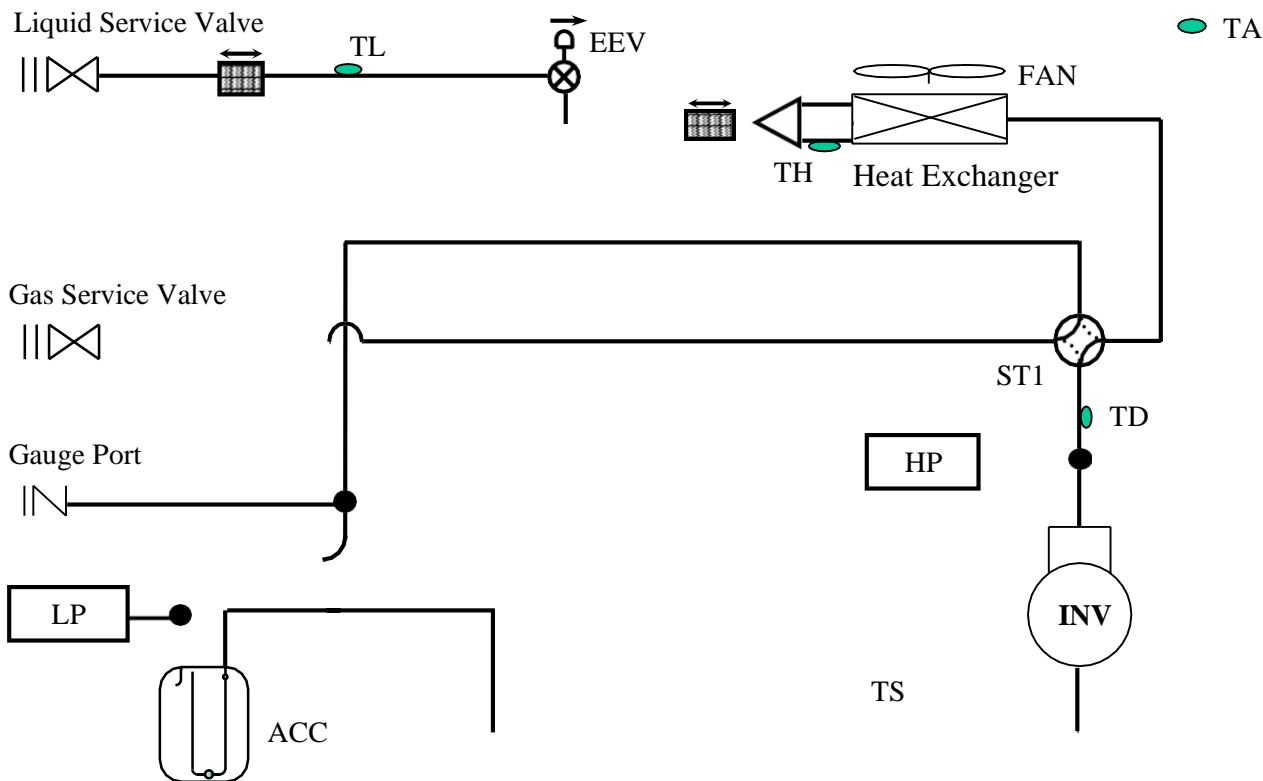 Liquid Service Valve
TL
EEV
TA
FAN
TH
Heat Exchanger
Gas Service Valve
ST1
TD
Gauge Port
HP
LP
INV
TS
ACC